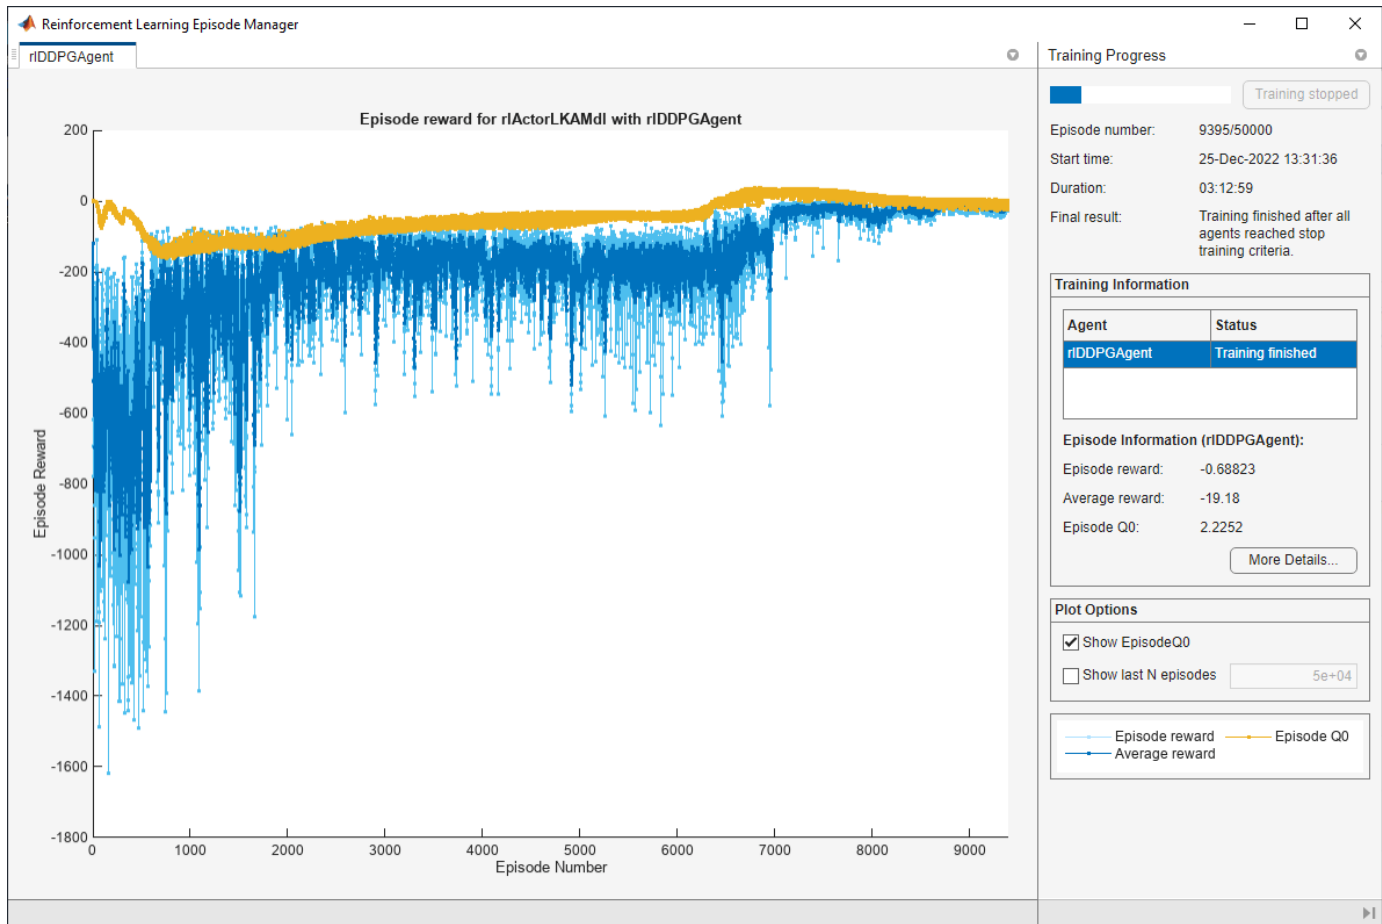 Reinforcement Learning Episode Manager
rlDDPGAgent
Episode reward for rlActorLKAMdl with rlDDPGAgent
200
0
-200
-400
-600
-800
-1000
-1200
-1400
-1600
-1800
Episode Reward
0 1000 2000 3000 4000 5000 6000 7000 8000 9000
Episode Number
Training Progress
Training stopped
Episode number: 9395/50000
Start time: 25-Dec-2022 13:31:36
Duration: 03:12:59
Final result: Training finished after all
agents reached stop
training criteria.
Training Information
Agent Status
rlDDPGAgent Training finished
Episode Information (rlDDPGAgent):
Episode reward: -0.68823
Average reward: -19.18
Episode Q0: 2.2252
More Details...
Plot Options
Show EpisodeQ0
Show last N episodes 5e+04
Episode reward Episode Q0
Average reward